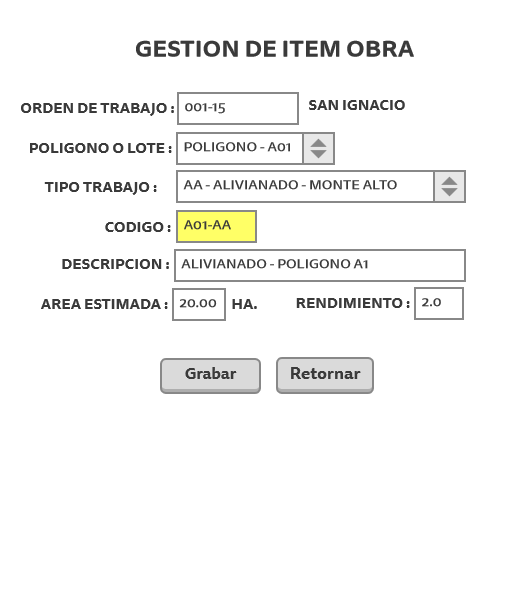 GESTION DE ITEM OBRA
ORDEN DE TRABAJO : 001-15 SAN IGNACIO
POLIGONO O LOTE : POLIGONO - A01
TIPO TRABAJO : AA - ALIVIANADO - MONTE ALTO
CODIGO : A01-AA
DESCRIPCION : ALIVIANADO - POLIGONO A1
AREA ESTIMADA : 20.00 HA. RENDIMIENTO : 2.0
Grabar Retornar